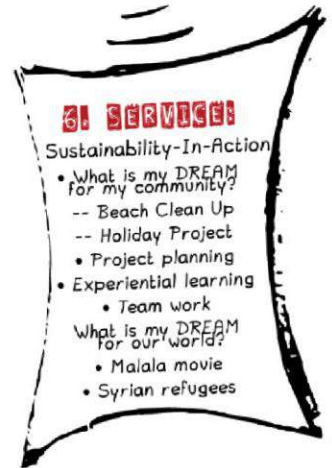 6. SERVICE:
Sustainability-In-Action
• What is my DREAM
for my community?
-- Beach Clean Up
-- Holiday Project
• Project planning
• Experiential learning
• Team work
What is my DREAM
for our world?
• Malala movie
• Syrian refugees